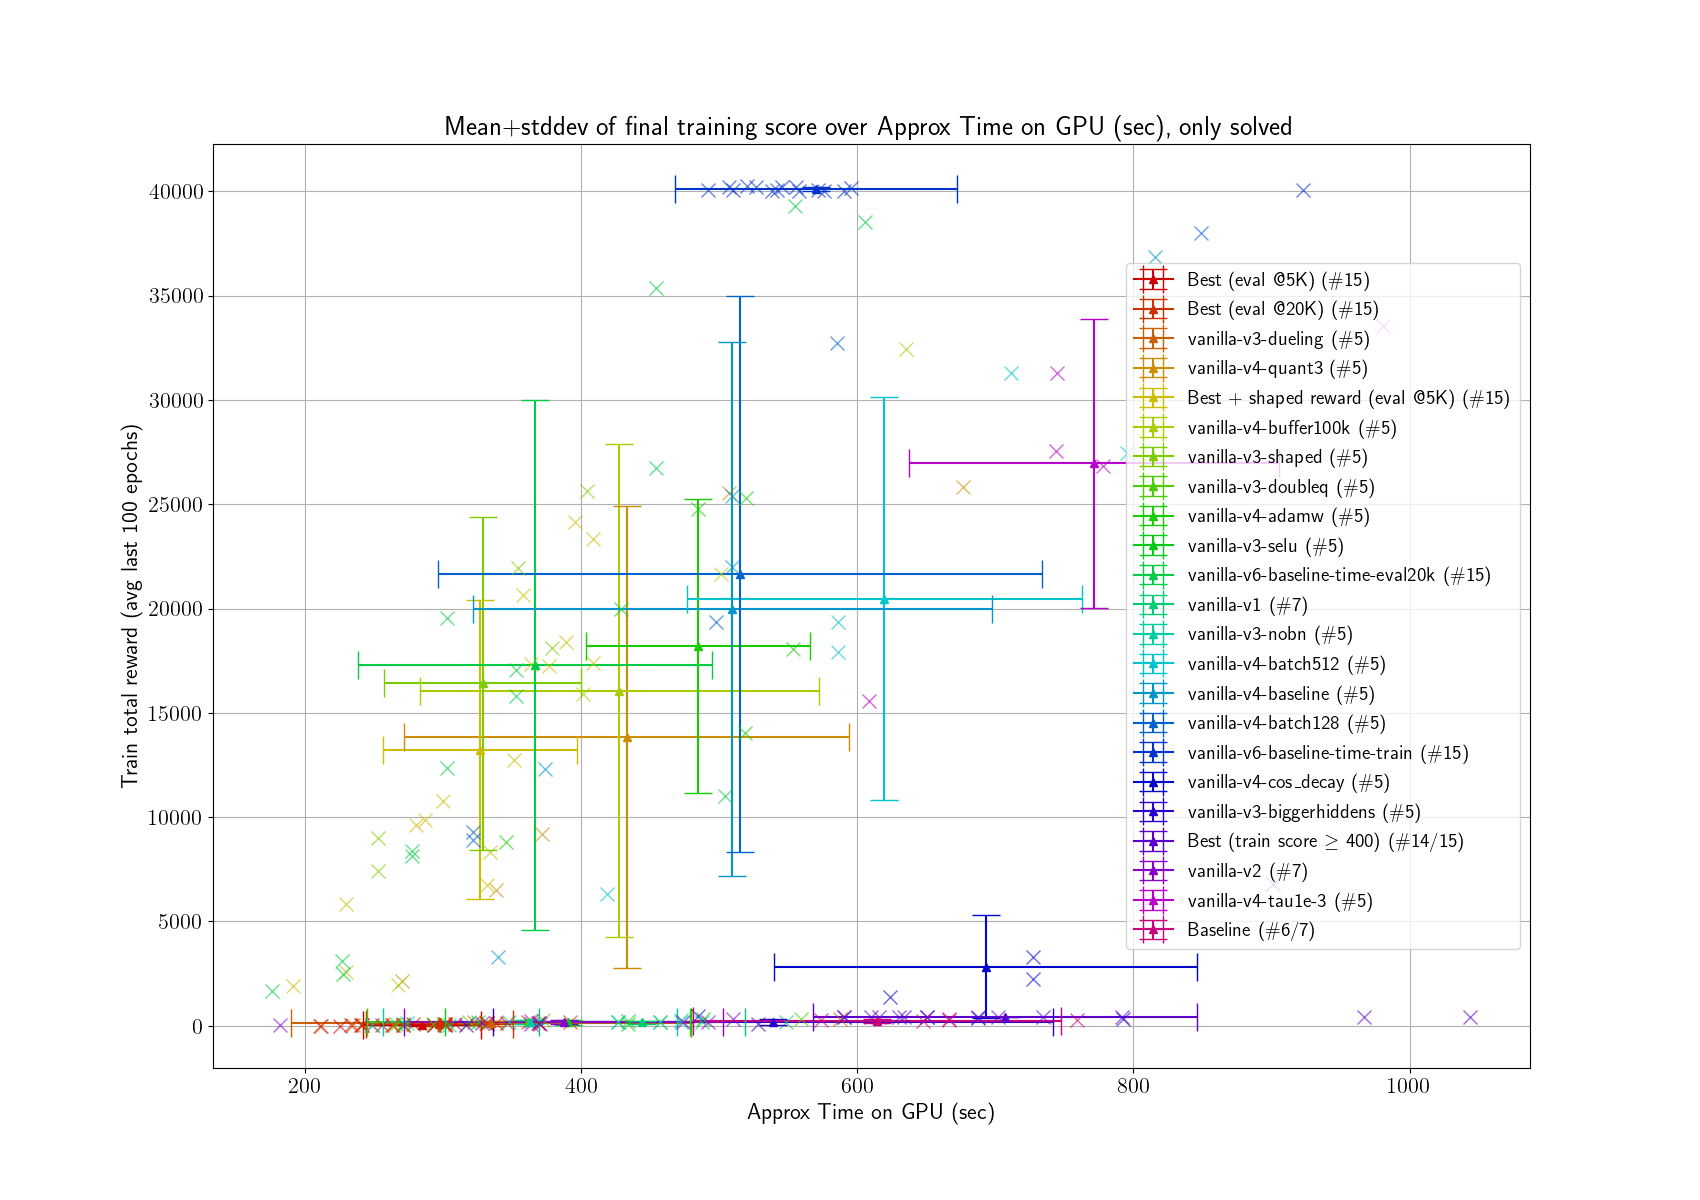 Mean+stddev of final training score over Approx Time on GPU (sec), only solved
40000
35000
30000
25000
20000
15000
10000
5000
0
Train total reward (avg last 100 epochs)
Best (eval @5K) (#15)
Best (eval @20K) (#15)
vanilla-v3-dueling (#5)
vanilla-v4-quant3 (#5)
Best + shaped reward (eval @5K) (#15)
vanilla-v4-buffer100k (#5)
vanilla-v3-shaped (#5)
vanilla-v3-doubleq (#5)
vanilla-v4-adamw (#5)
vanilla-v3-selu (#5)
vanilla-v6-baseline-time-eval20k (#15)
vanilla-v1 (#7)
vanilla-v3-nobn (#5)
vanilla-v4-batch512 (#5)
vanilla-v4-baseline (#5)
vanilla-v4-batch128 (#5)
vanilla-v6-baseline-time-train (#15)
vanilla-v4-cos_decay (#5)
vanilla-v3-biggerhiddens (#5)
Best (train score ≥ 400) (#14/15)
vanilla-v2 (#7)
vanilla-v4-tau1e-3 (#5)
Baseline (#6/7)
200 400 600 800 1000
Approx Time on GPU (sec)